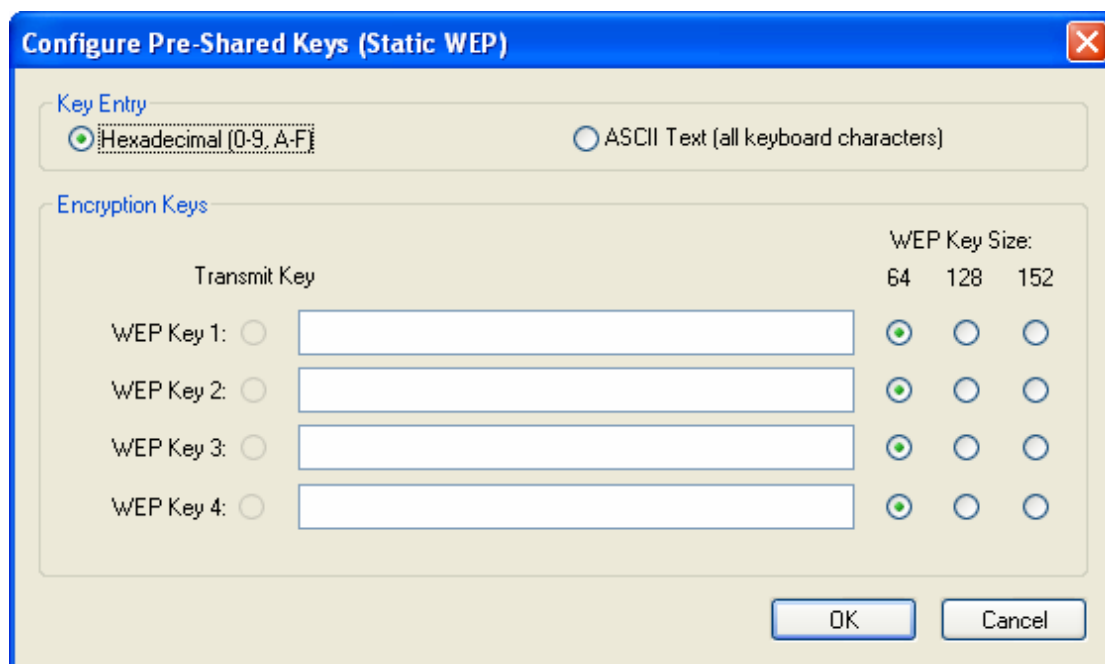 Configure Pre-Shared Keys (Static WEP)
Key Entry
Hexadecimal (0-9, A-F) ASCII Text (all keyboard characters)
Encryption Keys
WEP Key Size:
Transmit Key 64 128 152
WEP Key 1:
WEP Key 2:
WEP Key 3:
WEP Key 4:
OK Cancel